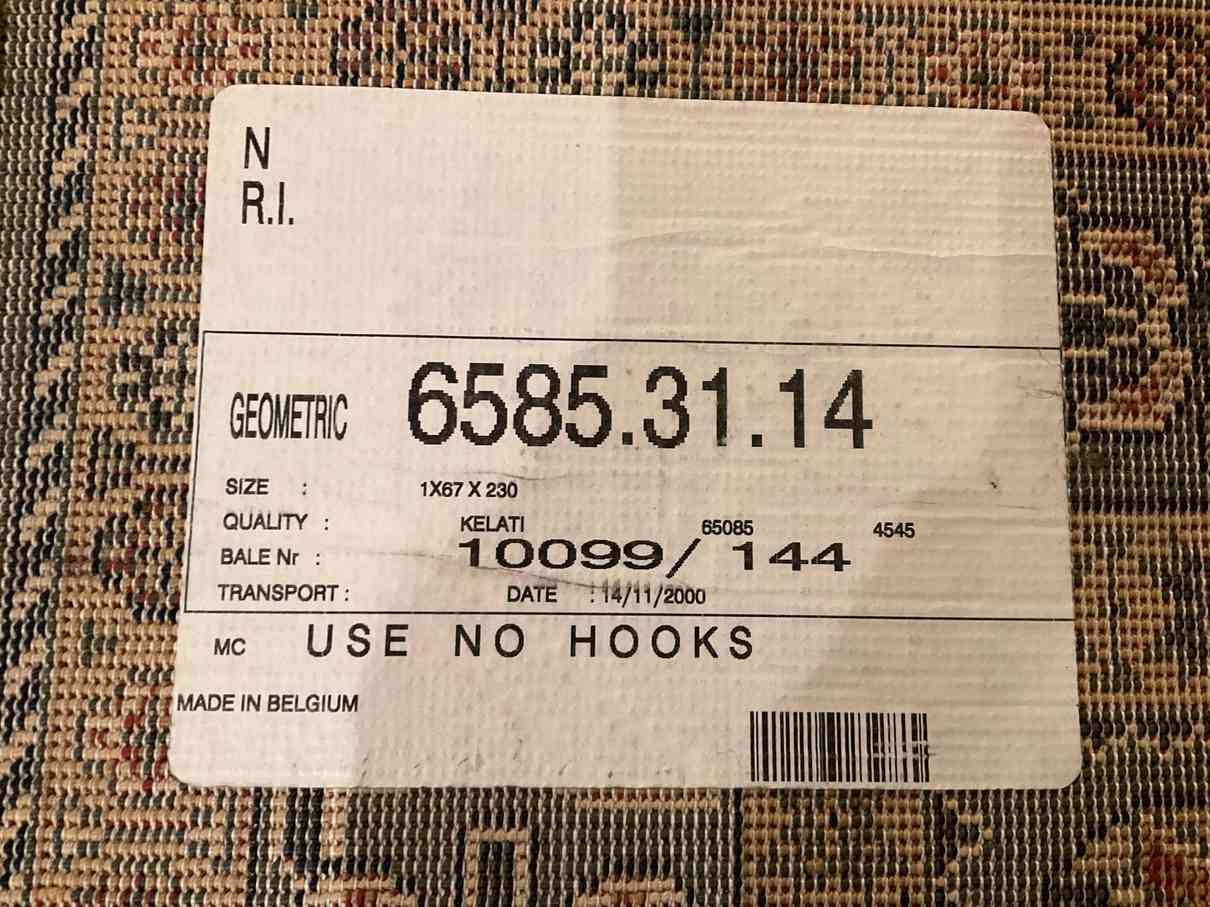 N
R.I.
GEOMETRIC 6585.31.14
SIZE : 1X67 X 230
QUALITY : KELATI 65085 4545
BALE Nr : 10099/ 144
TRANSPORT : DATE : 14/11/2000
MC USE NO HOOKS
MADE IN BELGIUM